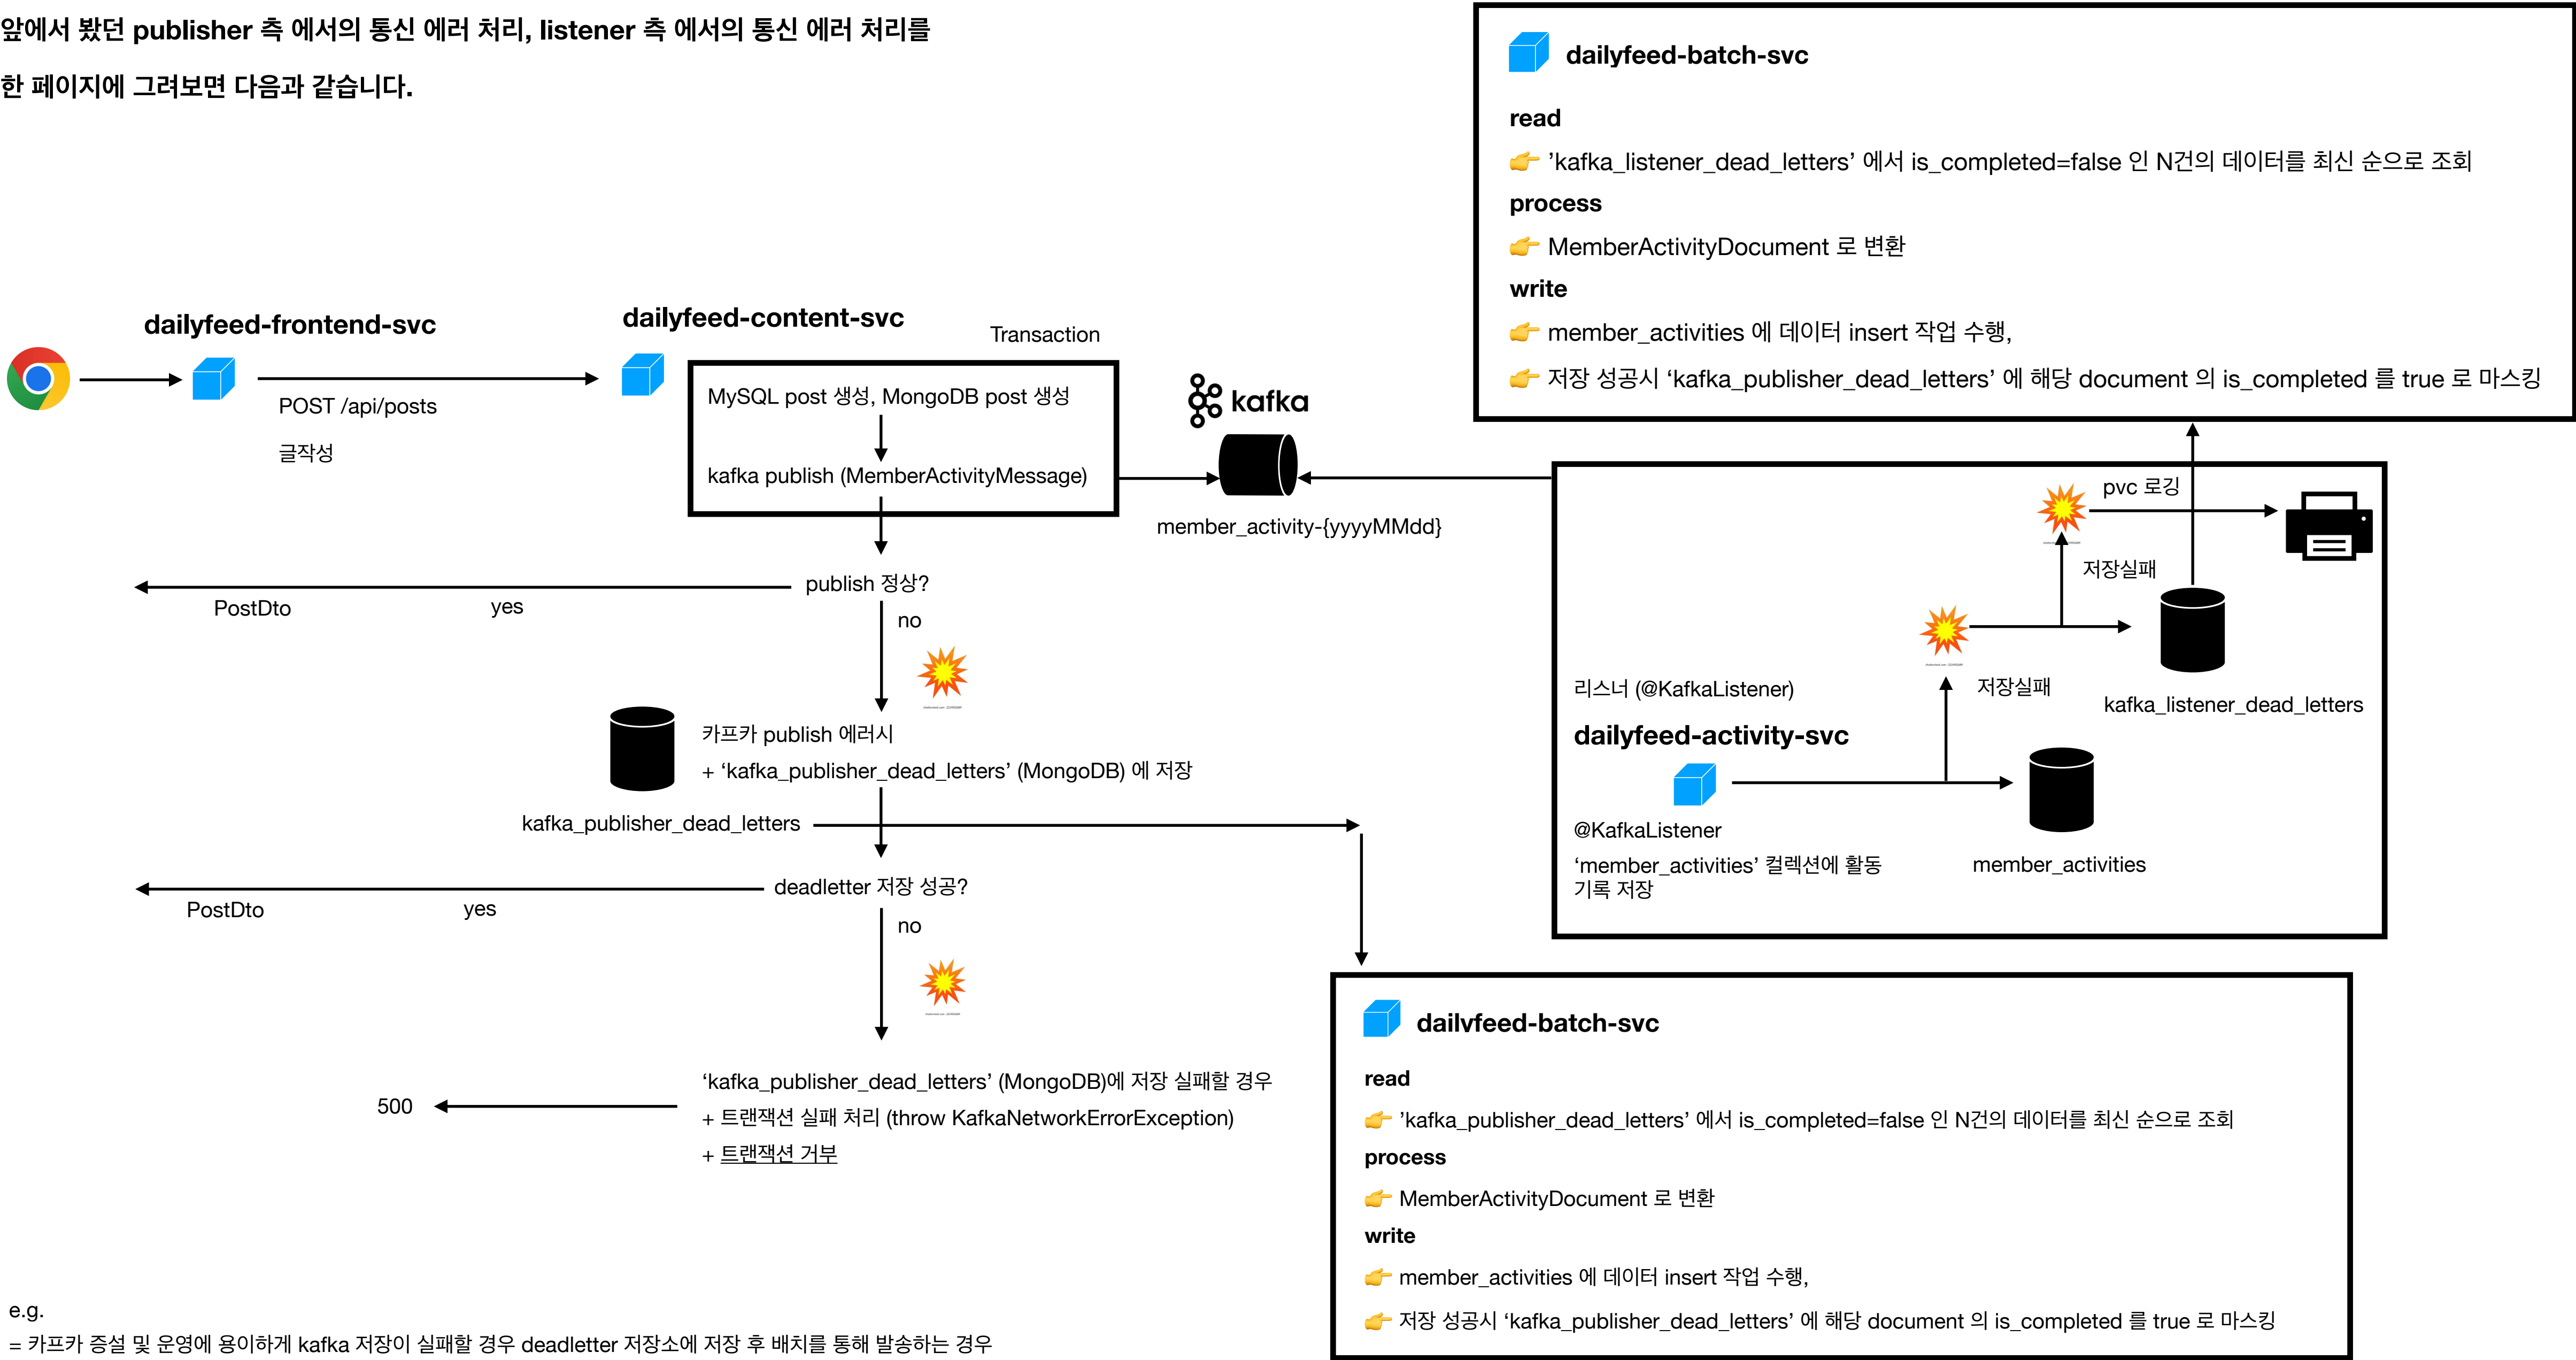 앞에서 봤던 publisher 측 에서의 통신 에러 처리, listener 측 에서의 통신 에러 처리를
한 페이지에 그려보면 다음과 같습니다.
dailyfeed-batch-svc
read
👉 ’kafka_listener_dead_letters’ 에서 is_completed=false 인 N건의 데이터를 최신 순으로 조회
process
👉 MemberActivityDocument 로 변환
write
👉 member_activities 에 데이터 insert 작업 수행,
👉 저장 성공시 ‘kafka_publisher_dead_letters’ 에 해당 document 의 is_completed 를 true 로 마스킹
dailyfeed-frontend-svc
POST /api/posts
글작성
dailyfeed-content-svc
Transaction
MySQL post 생성, MongoDB post 생성
kafka publish (MemberActivityMessage)
kafka
member_activity-{yyyyMMdd}
publish 정상?
PostDto
yes
no
카프카 publish 에러시
+ ‘kafka_publisher_dead_letters’ (MongoDB) 에 저장
kafka_publisher_dead_letters
deadletter 저장 성공?
PostDto
yes
no
‘kafka_publisher_dead_letters’ (MongoDB)에 저장 실패할 경우
+ 트랜잭션 실패 처리 (throw KafkaNetworkErrorException)
+ 트랜잭션 거부
500
pvc 로깅
저장실패
저장실패
kafka_listener_dead_letters
리스너 (@KafkaListener)
dailyfeed-activity-svc
@KafkaListener
‘member_activities’ 컬렉션에 활동
기록 저장
member_activities
dailyfeed-batch-svc
read
👉 ’kafka_publisher_dead_letters’ 에서 is_completed=false 인 N건의 데이터를 최신 순으로 조회
process
👉 MemberActivityDocument 로 변환
write
👉 member_activities 에 데이터 insert 작업 수행,
👉 저장 성공시 ‘kafka_publisher_dead_letters’ 에 해당 document 의 is_completed 를 true 로 마스킹
e.g.
= 카프카 증설 및 운영에 용이하게 kafka 저장이 실패할 경우 deadletter 저장소에 저장 후 배치를 통해 발송하는 경우